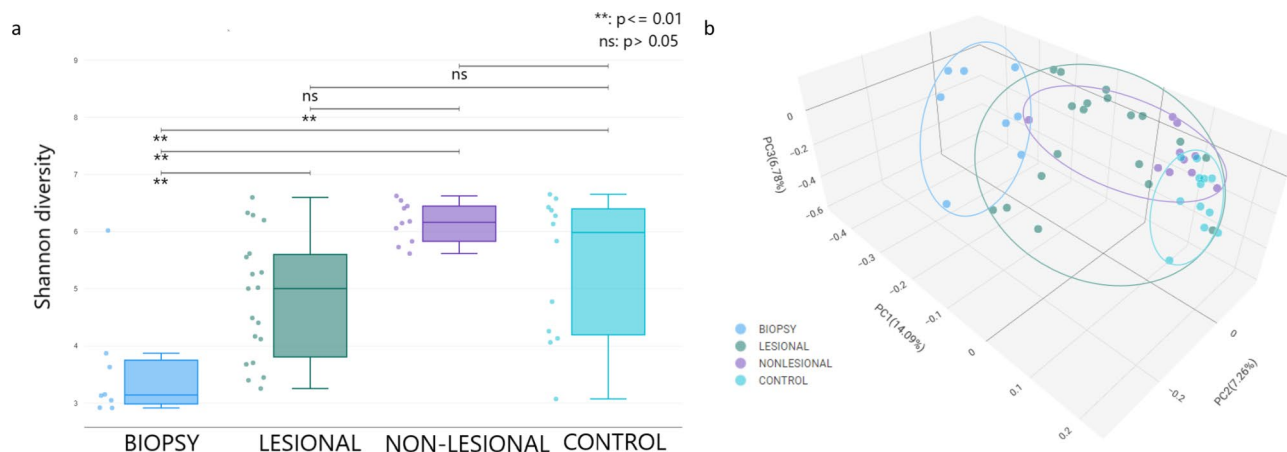 a
**: p<= 0.01
ns: p> 0.05
b
Shannon diversity
9
8
7
6
5
4
3
ns
ns
**
**
**
**
BIOPSY
LESIONAL
NON-LESIONAL
CONTROL
PC3(6.78%)
0
−0.2
−0.4
−0.6
−0.4
−0.3
−0.2
−0.1
0
0.1
0.2
PC1(14.09%)
0
−0.2
PC2(7.26%)
BIOPSY
LESIONAL
NONLESIONAL
CONTROL